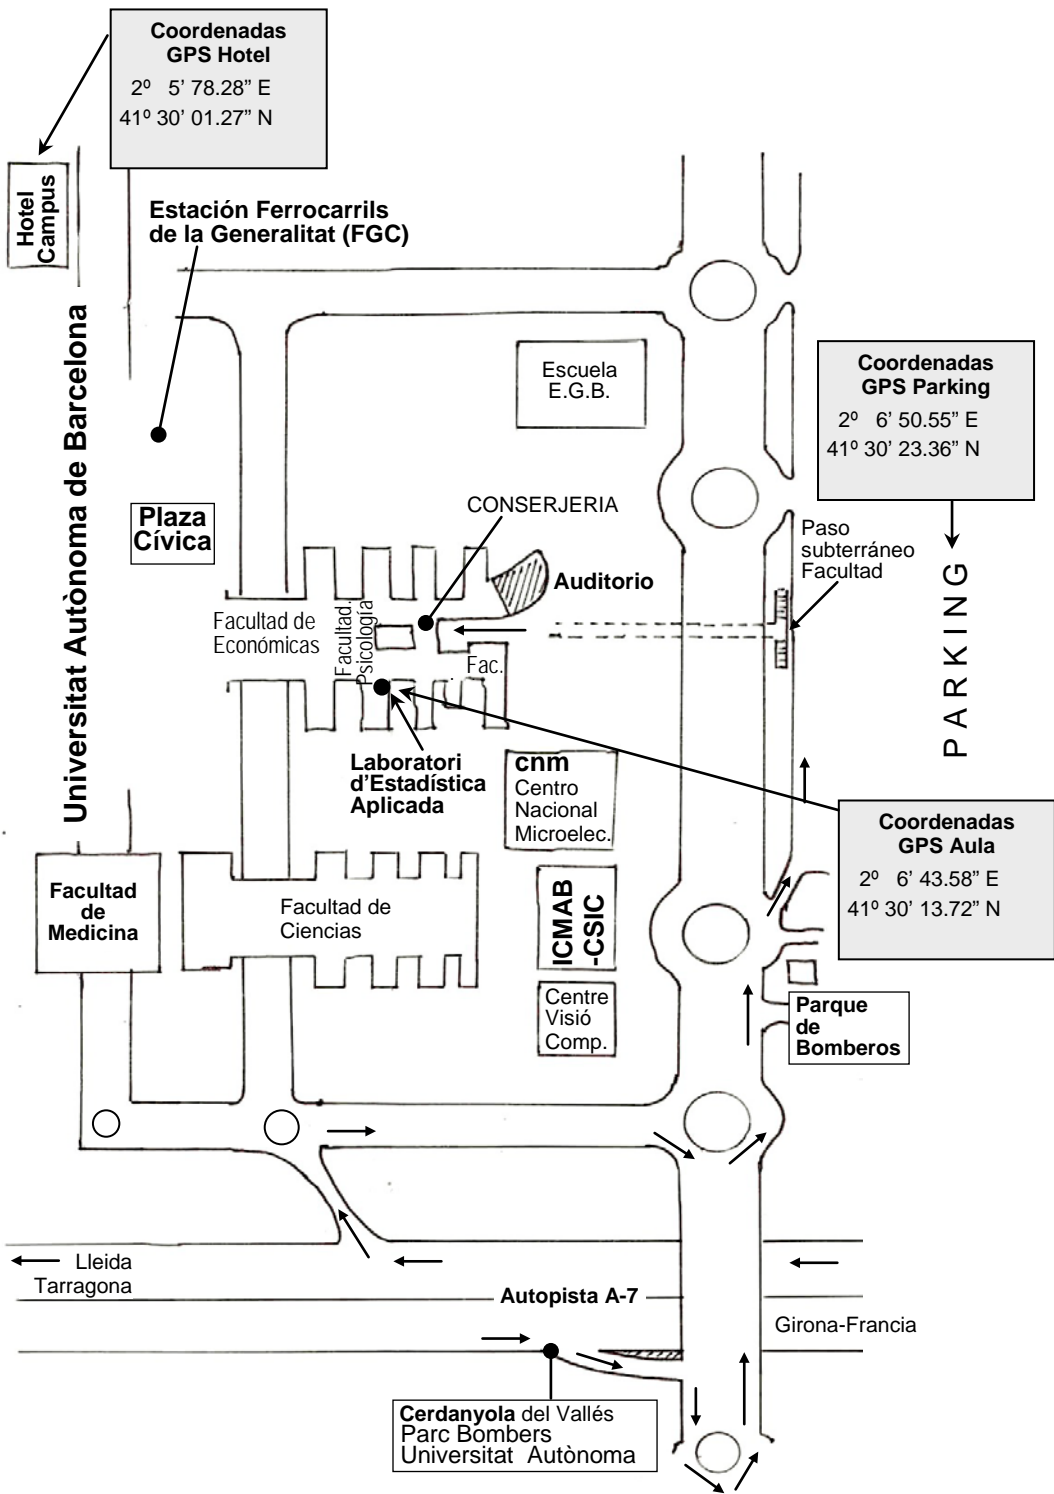 Coordenadas
GPS Hotel
2º 5’ 78.28” E
41º 30’ 01.27” N
Hotel
Campus
Estación Ferrocarrils
de la Generalitat (FGC)
Universitat Autònoma de Barcelona
Escuela
E.G.B.
Coordenadas
GPS Parking
2º 6’ 50.55” E
41º 30’ 23.36” N
Plaza
Cívica
CONSERJERIA
Auditorio
Paso
subterráneo
Facultad
PARKING
Facultad de
Económicas
Facultad.
Psicología
Fac.
Laboratori
d’Estadística
Aplicada
cnm
Centro
Nacional
Microelec.
Coordenadas
GPS Aula
2º 6’ 43.58” E
41º 30’ 13.72” N
Facultad
de
Medicina
Facultad de
Ciencias
ICMAB
-CSIC
Centre
Visió
Comp.
Parque
de
Bomberos
Lleida
Tarragona
Autopista A-7
Girona-Francia
Cerdanyola del Vallés
Parc Bombers
Universitat Autònoma